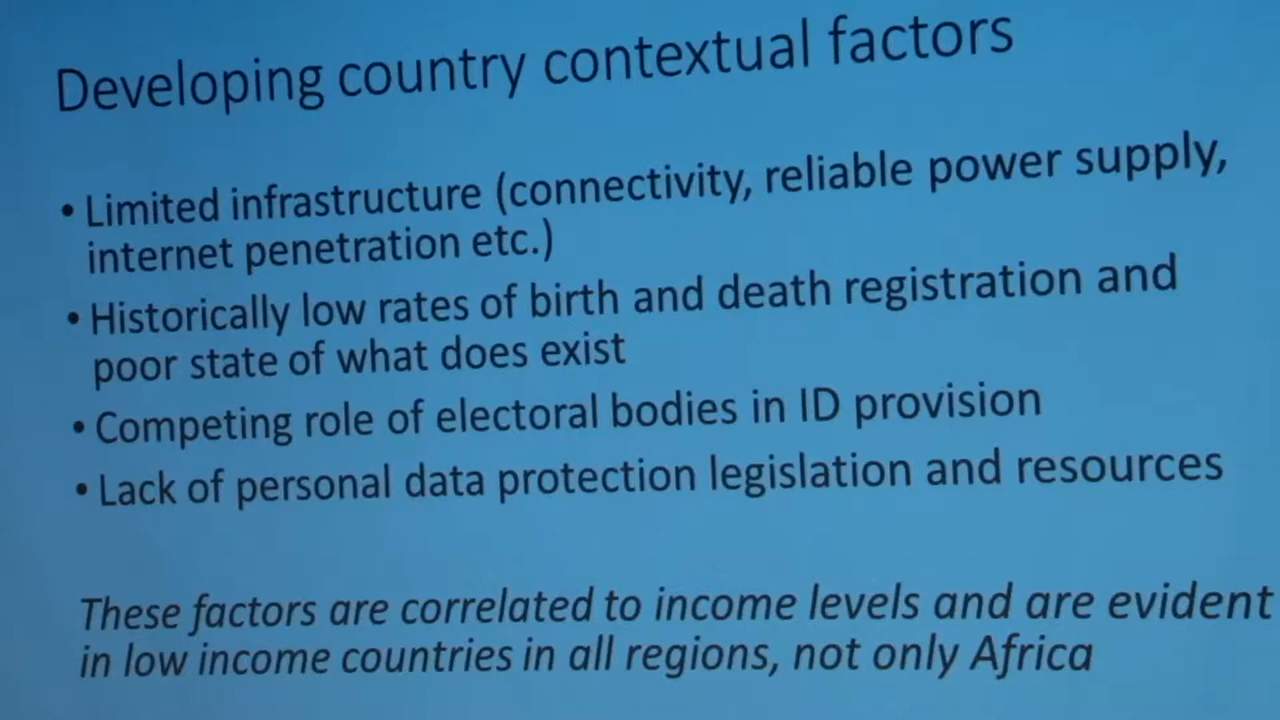 Developing country contextual factors
• Limited infrastructure (connectivity, reliable power supply,
internet penetration etc.)
• Historically low rates of birth and death registration and
poor state of what does exist
• Competing role of electoral bodies in ID provision
• Lack of personal data protection legislation and resources
These factors are correlated to income levels and are evident
in low income countries in all regions, not only Africa